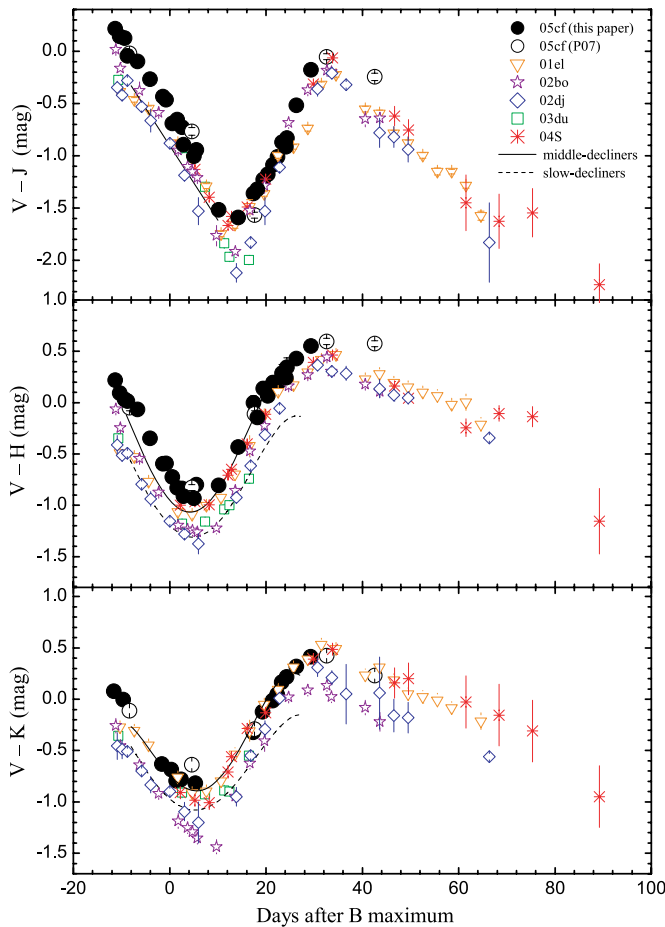 0.0
-0.5
-1.0
-1.5
-2.0
V – J (mag)
05cf (this paper)
05cf (P07)
01el
02bo
02dj
03du
04S
middle-decliners
slow-decliners
1.0
0.5
0.0
-0.5
-1.0
-1.5
V – H (mag)
0.5
0.0
-0.5
-1.0
-1.5
V – K (mag)
-20 0 20 40 60 80 100
Days after B maximum